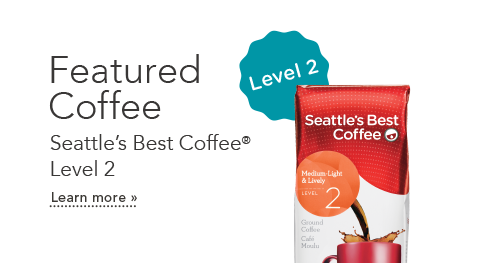 Featured
Coffee
Seattle's Best Coffee®
Level 2
Learn more »
Level 2
Seattle's Best
Coffee
Medium-Light
& Lively
LEVEL 2
Ground
Coffee
Café
Moulu